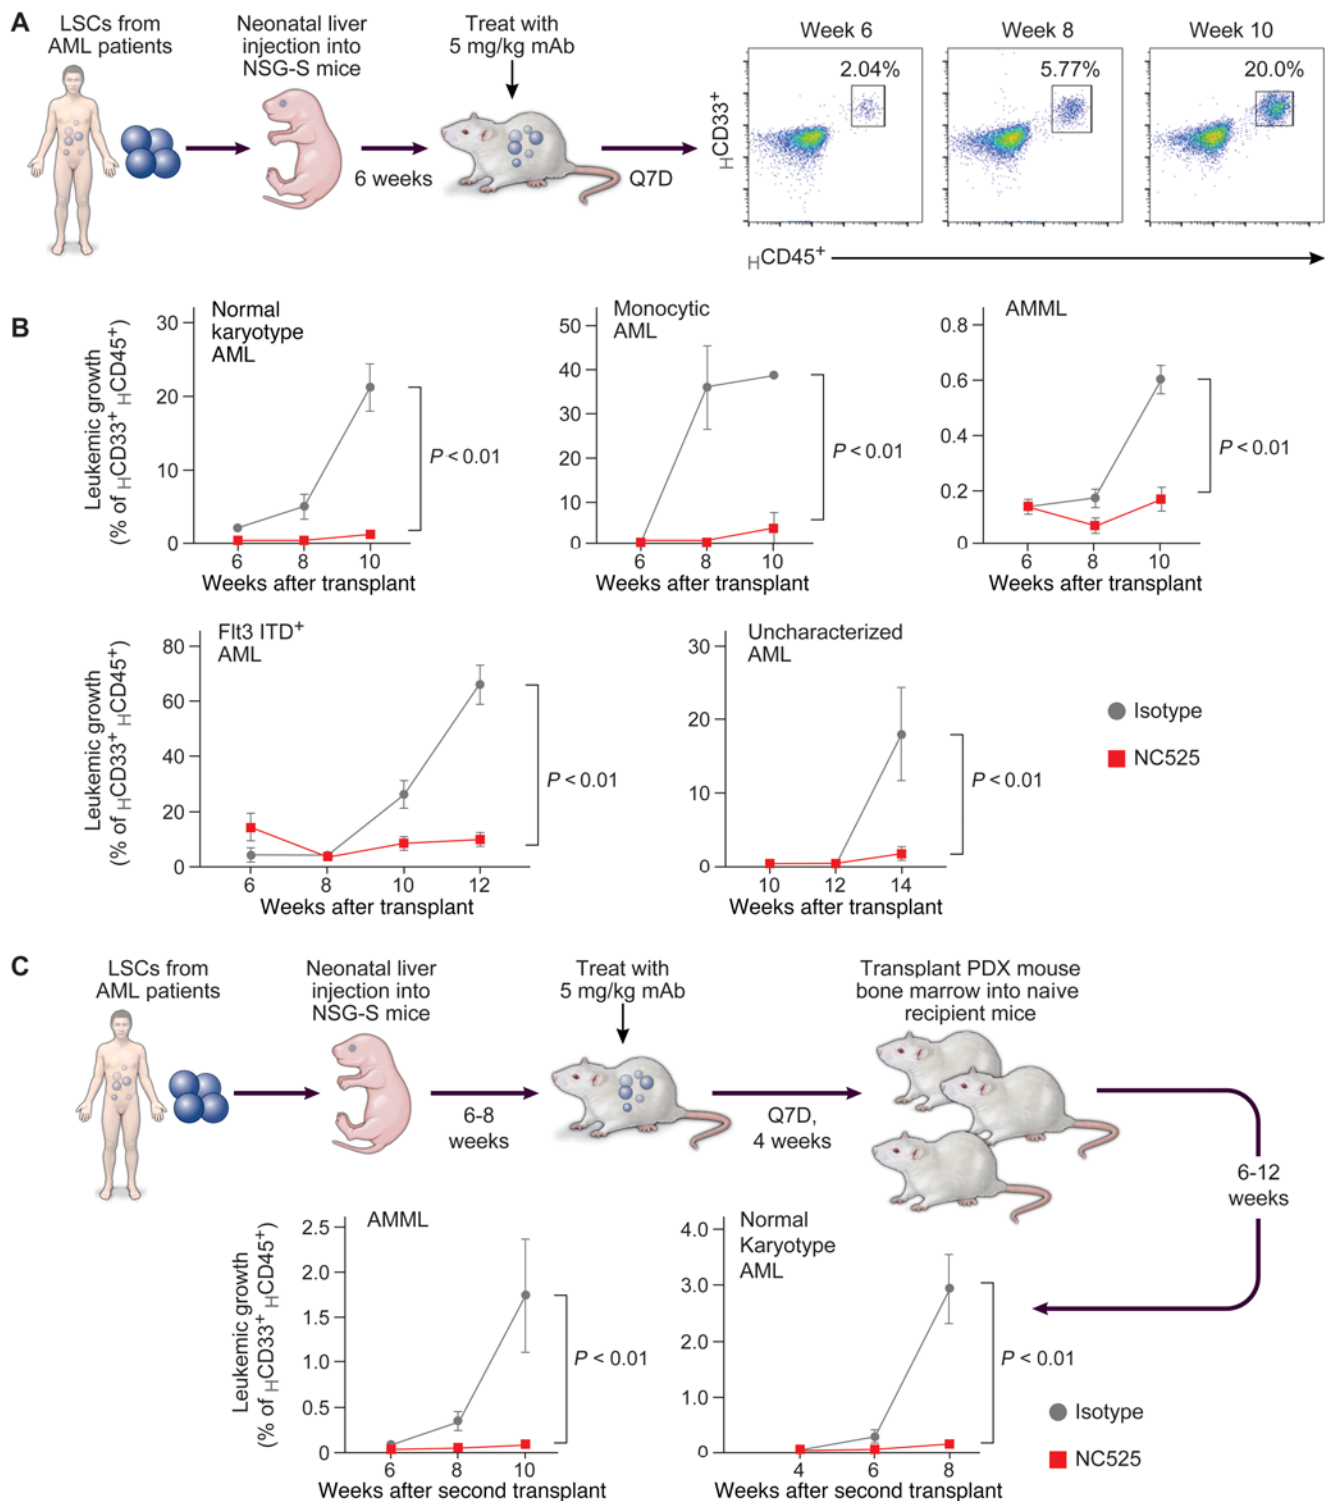 A
LSCs from
AML patients
Neonatal liver
injection into
NSG-S mice
Treat with
5 mg/kg mAb
6 weeks
Q7D
Week 6
Week 8
Week 10
2.04%
5.77%
20.0%
HCD33+
HCD45+
B
Leukemic growth
(% of HCD33+ HCD45+)
Normal
karyotype
AML
30
20
10
0
6 8 10
Weeks after transplant
P < 0.01
Monocytic
AML
50
40
30
20
10
0
6 8 10
Weeks after transplant
P < 0.01
AMML
0.8
0.6
0.4
0.2
0
6 8 10
Weeks after transplant
P < 0.01
Leukemic growth
(% of HCD33+ HCD45+)
Flt3 ITD+
AML
80
60
40
20
0
6 8 10 12
Weeks after transplant
P < 0.01
Uncharacterized
AML
30
20
10
0
10 12 14
Weeks after transplant
P < 0.01
Isotype
NC525
C
LSCs from
AML patients
Neonatal liver
injection into
NSG-S mice
Treat with
5 mg/kg mAb
Transplant PDX mouse
bone marrow into naive
recipient mice
6-8
weeks
Q7D,
4 weeks
6-12
weeks
Leukemic growth
(% of HCD33+ HCD45+)
AMML
2.5
2.0
1.5
1.0
0.5
0
6 8 10
Weeks after second transplant
P < 0.01
Normal
Karyotype
AML
4.0
3.0
2.0
1.0
0
4 6 8
Weeks after second transplant
P < 0.01
Isotype
NC525